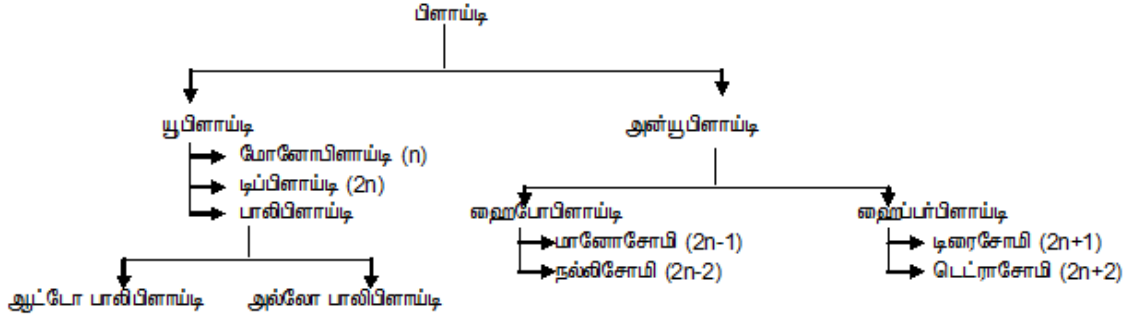 பிளாய்டி
யூபிளாய்டி
அன்யூபிளாய்டி
மோனோபிளாய்டி (n)
டிப்பிளாய்டி (2n)
பாலிபிளாய்டி
ஹைபோபிளாய்டி
ஹைப்பர்பிளாய்டி
மானோசோமி (2n-1)
டிரைசோமி (2n+1)
நல்லிசோமி (2n-2)
டெட்ராசோமி (2n+2)
ஆட்டோ பாலிபிளாய்டி
அல்லோ பாலிபிளாய்டி